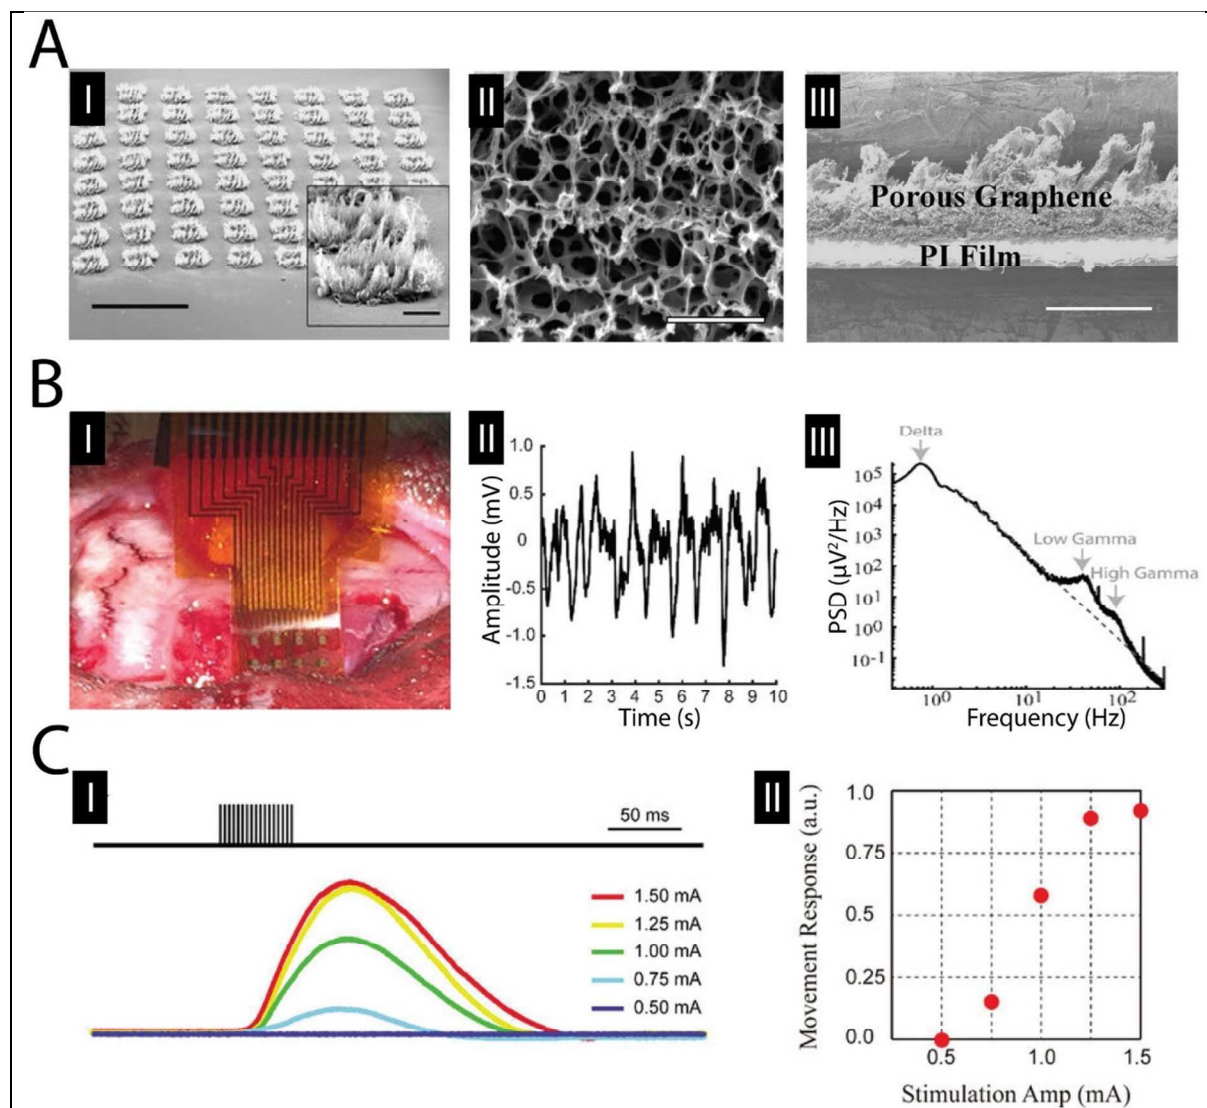 A
I
II
III
Porous Graphene
PI Film
B
I
II
III
Amplitude (mV)
1.0
0.5
0
-0.5
-1.0
-1.5
0 1 2 3 4 5 6 7 8 9 10
Time (s)
Delta
Low Gamma
High Gamma
PSD (µV²/Hz)
10⁵
10⁴
10³
10²
10¹
10⁰
10⁻¹
10⁰ 10¹ 10²
Frequency (Hz)
C
I
50 ms
1.50 mA
1.25 mA
1.00 mA
0.75 mA
0.50 mA
II
Movement Response (a.u.)
1.0
0.75
0.5
0.25
0.0
0.5 1.0 1.5
Stimulation Amp (mA)